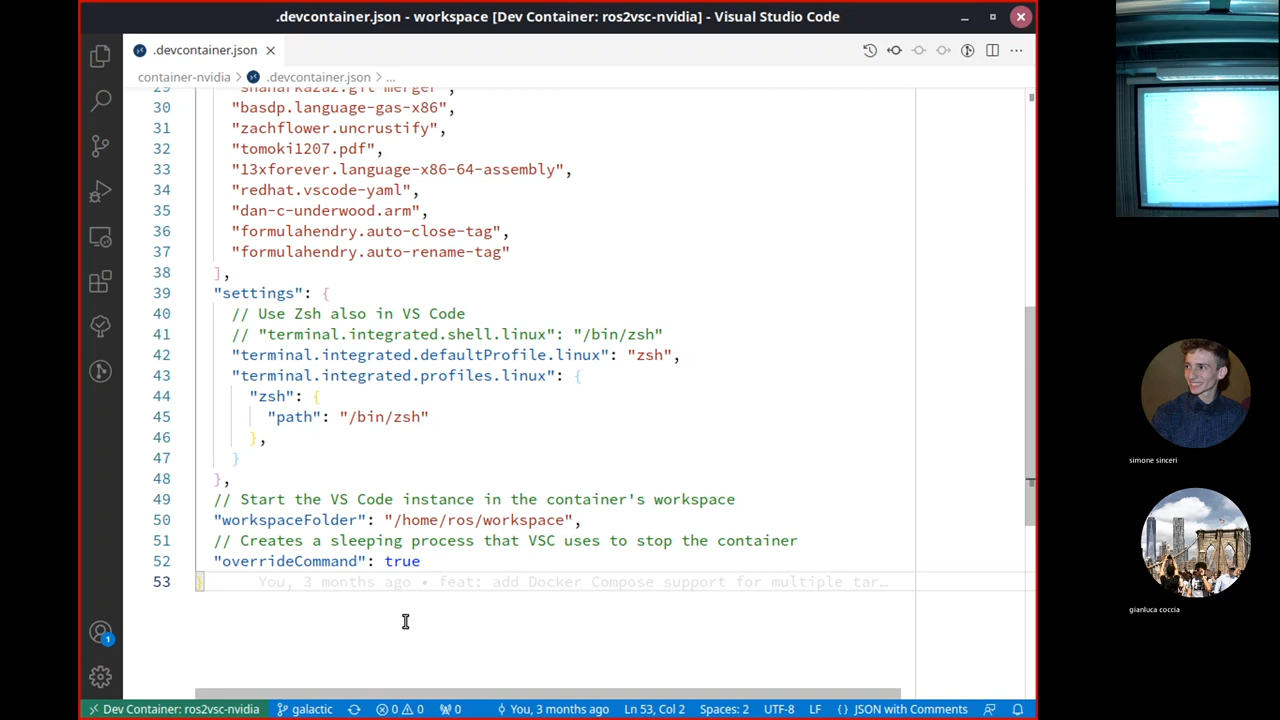 .devcontainer.json - workspace [Dev Container: ros2vsc-nvidia] - Visual Studio Code
.devcontainer.json
container-nvidia > .devcontainer.json > ...
29 "shaharkazaz.git-merger",
30 "basdp.language-gas-x86",
31 "zachflower.uncrustify",
32 "tomoki1207.pdf",
33 "13xforever.language-x86-64-assembly",
34 "redhat.vscode-yaml",
35 "dan-c-underwood.arm",
36 "formulahendry.auto-close-tag",
37 "formulahendry.auto-rename-tag"
38 ],
39 "settings": {
40 // Use Zsh also in VS Code
41 // "terminal.integrated.shell.linux": "/bin/zsh"
42 "terminal.integrated.defaultProfile.linux": "zsh",
43 "terminal.integrated.profiles.linux": {
44 "zsh": {
45 "path": "/bin/zsh"
46 },
47 }
48 },
49 // Start the VS Code instance in the container's workspace
50 "workspaceFolder": "/home/ros/workspace",
51 // Creates a sleeping process that VSC uses to stop the container
52 "overrideCommand": true
53 } You, 3 months ago • feat: add Docker Compose support for multiple tar…
1
Dev Container: ros2vsc-nvidia galactic 0 0 0 You, 3 months ago Ln 53, Col 2 Spaces: 2 UTF-8 LF {} JSON with Comments
simone sinceri
gianluca coccia